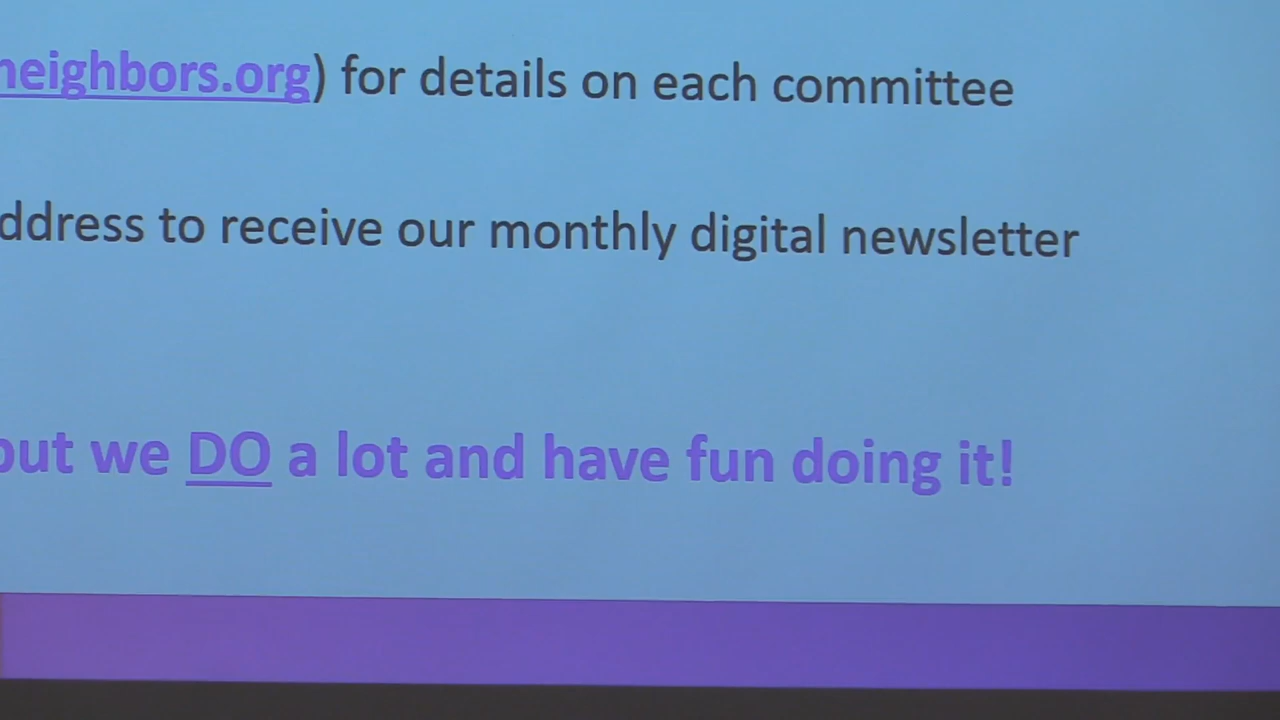 neighbors.org) for details on each committee
ddress to receive our monthly digital newsletter
but we DO a lot and have fun doing it!